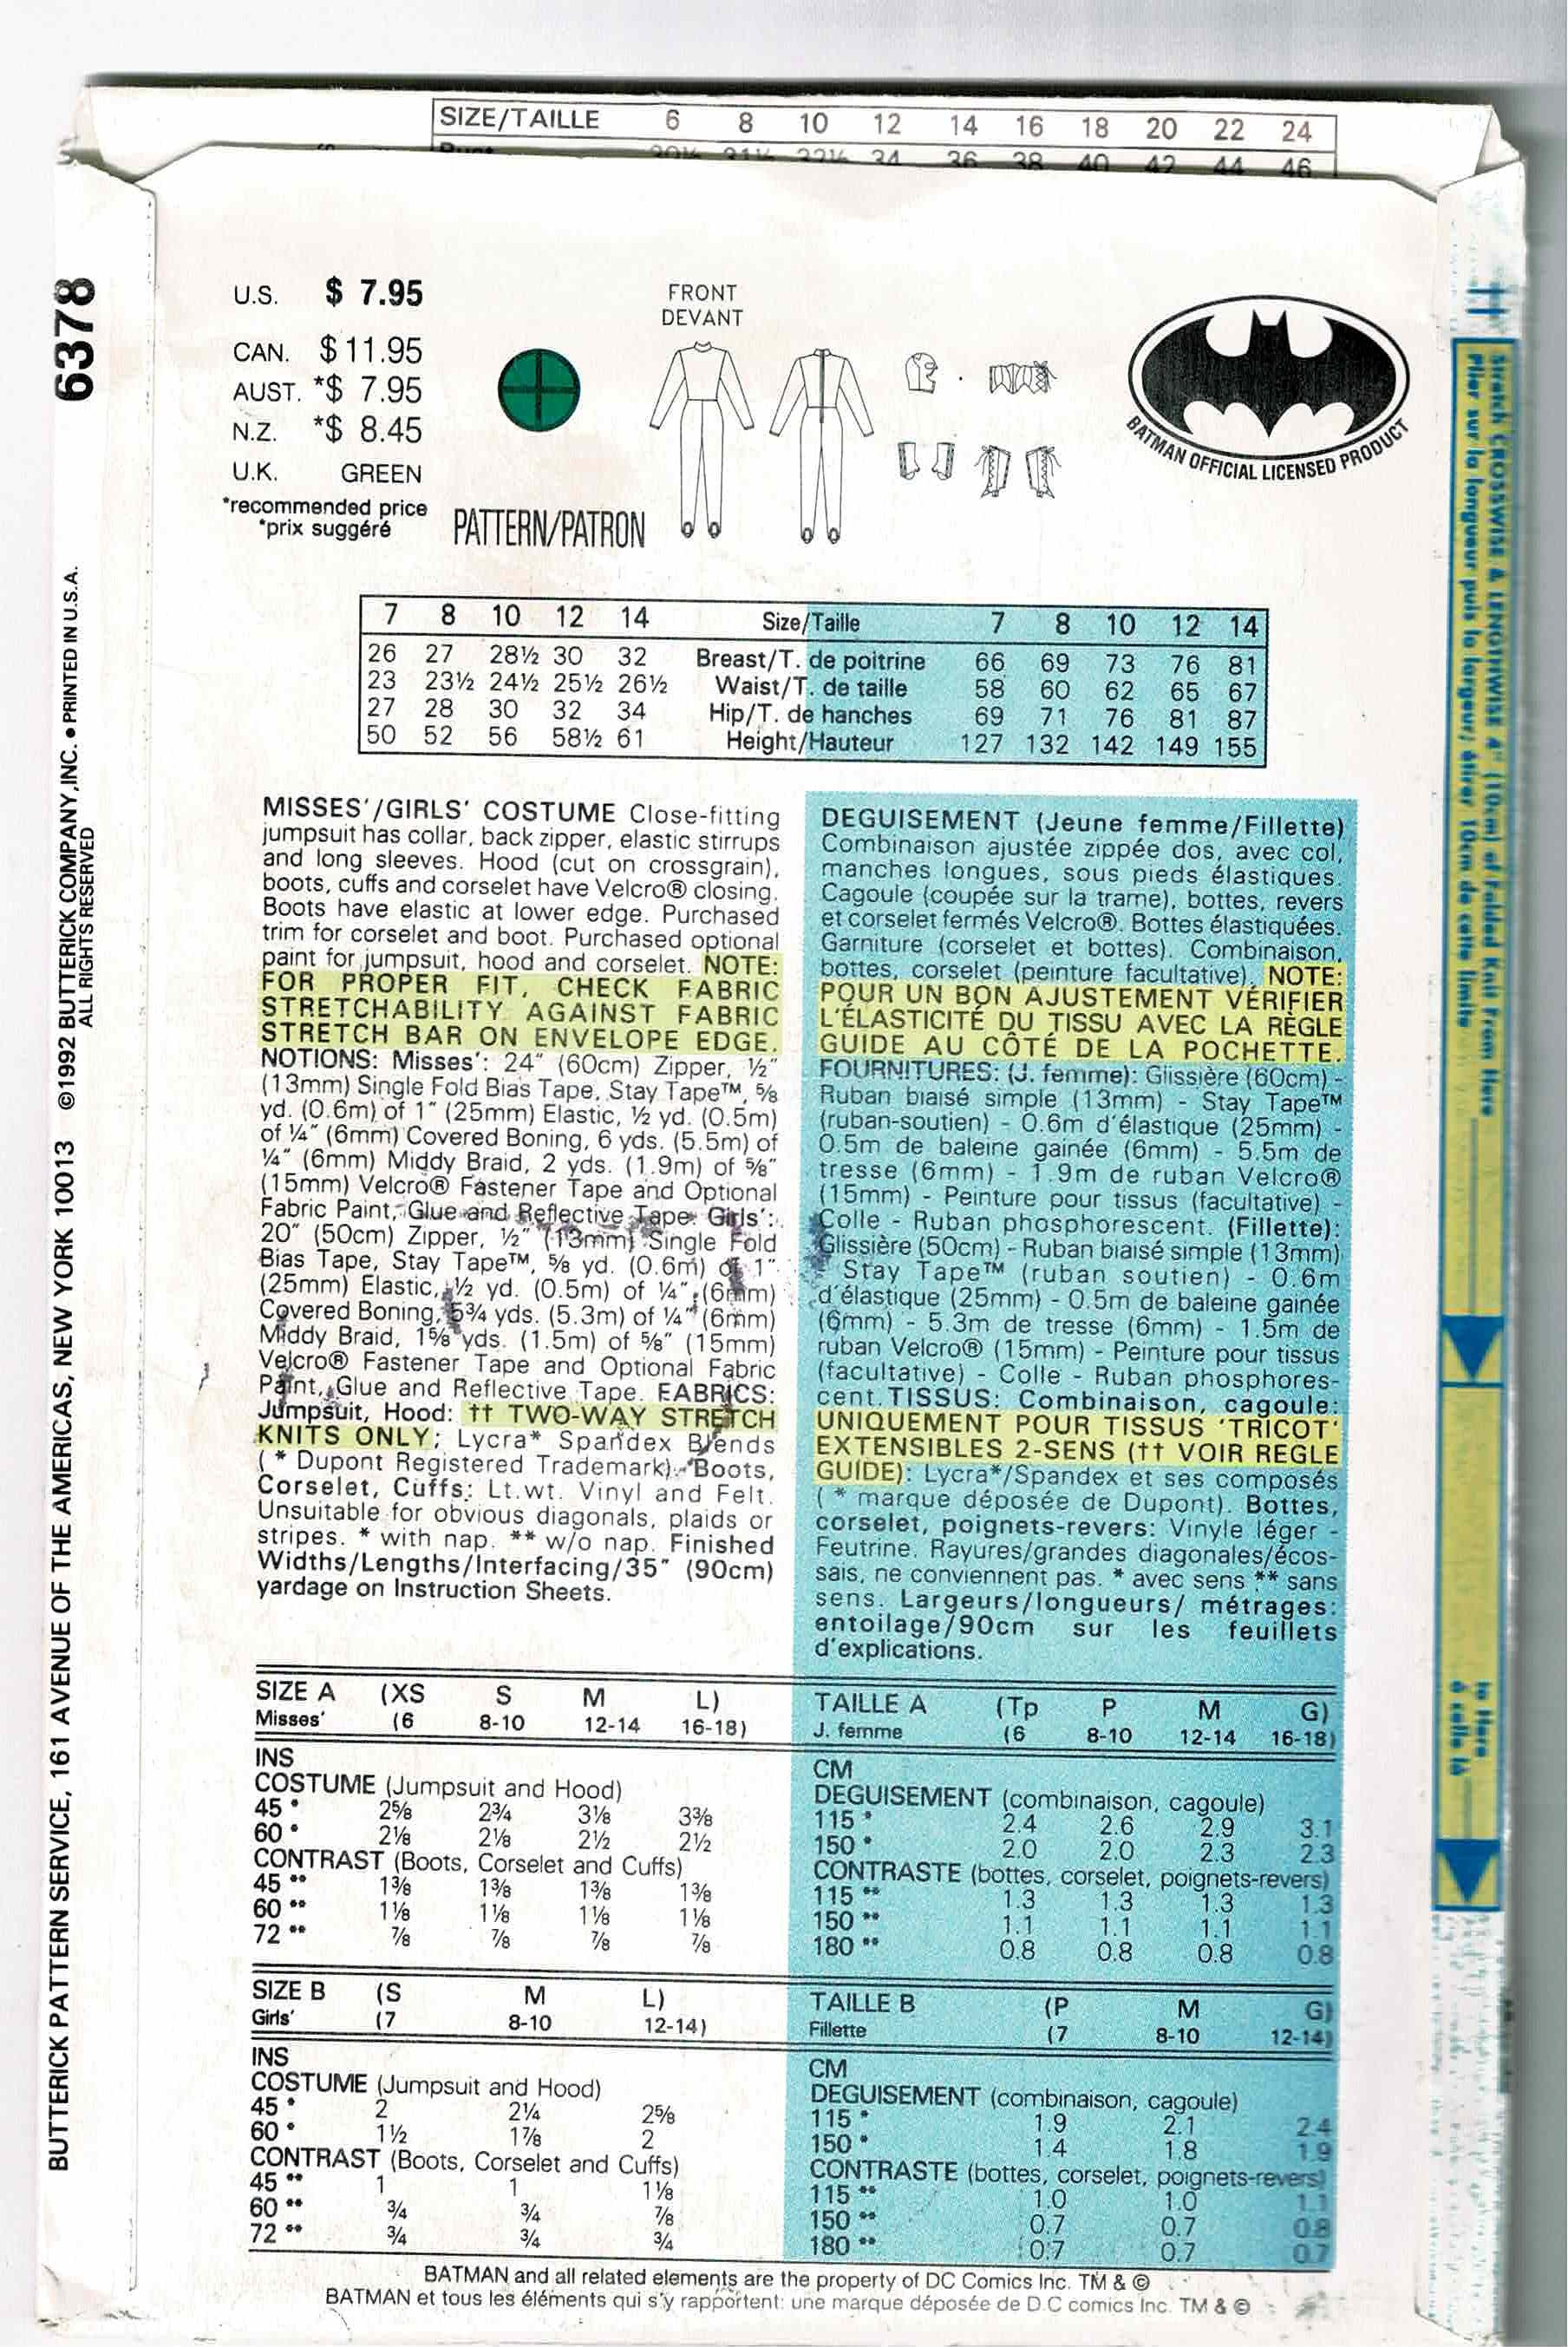 SIZE/TAILLE 6 8 10 12 14 16 18 20 22 24
34 36 38 40 42 44 46
6378
©1992 BUTTERICK COMPANY,INC. • PRINTED IN U.S.A.
ALL RIGHTS RESERVED
BUTTERICK PATTERN SERVICE, 161 AVENUE OF THE AMERICAS, NEW YORK 10013
U.S. $ 7.95
CAN. $11.95
AUST. *$ 7.95
N.Z. *$ 8.45
U.K. GREEN
*recommended price
*prix suggéré
PATTERN/PATRON
FRONT
DEVANT
BATMAN OFFICIAL LICENSED PRODUCT
7 8 10 12 14 Size/Taille 7 8 10 12 14
26 27 28½ 30 32 Breast/T. de poitrine 66 69 73 76 81
23 23½ 24½ 25½ 26½ Waist/T. de taille 58 60 62 65 67
27 28 30 32 34 Hip/T. de hanches 69 71 76 81 87
50 52 56 58½ 61 Height/Hauteur 127 132 142 149 155
MISSES'/GIRLS' COSTUME Close-fitting
jumpsuit has collar, back zipper, elastic stirrups
and long sleeves. Hood (cut on crossgrain),
boots, cuffs and corselet have Velcro® closing.
Boots have elastic at lower edge. Purchased
trim for corselet and boot. Purchased optional
paint for jumpsuit, hood and corselet. NOTE:
FOR PROPER FIT, CHECK FABRIC
STRETCHABILITY AGAINST FABRIC
STRETCH BAR ON ENVELOPE EDGE.
NOTIONS: Misses': 24" (60cm) Zipper, ½"
(13mm) Single Fold Bias Tape, Stay Tape™, ⅝
yd. (0.6m) of 1" (25mm) Elastic, ½ yd. (0.5m)
of ¼" (6mm) Covered Boning, 6 yds. (5.5m) of
¼" (6mm) Middy Braid, 2 yds. (1.9m) of ⅝"
(15mm) Velcro® Fastener Tape and Optional
Fabric Paint, Glue and Reflective Tape. Girls':
20" (50cm) Zipper, ½" (13mm) Single Fold
Bias Tape, Stay Tape™, ⅝ yd. (0.6m) of 1"
(25mm) Elastic, ½ yd. (0.5m) of ¼" (6mm)
Covered Boning, 5¾ yds. (5.3m) of ¼" (6mm)
Middy Braid, 1⅝ yds. (1.5m) of ⅝" (15mm)
Velcro® Fastener Tape and Optional Fabric
Paint, Glue and Reflective Tape. FABRICS:
Jumpsuit, Hood: †† TWO-WAY STRETCH
KNITS ONLY; Lycra* Spandex Blends
( * Dupont Registered Trademark). Boots,
Corselet, Cuffs: Lt.wt. Vinyl and Felt.
Unsuitable for obvious diagonals, plaids or
stripes. * with nap. ** w/o nap. Finished
Widths/Lengths/Interfacing/35" (90cm)
yardage on Instruction Sheets.
DEGUISEMENT (Jeune femme/Fillette)
Combinaison ajustée zippée dos, avec col,
manches longues, sous pieds élastiques.
Cagoule (coupée sur la trame), bottes, revers
et corselet fermés Velcro®. Bottes élastiquées.
Garniture (corselet et bottes). Combinaison,
bottes, corselet (peinture facultative). NOTE:
POUR UN BON AJUSTEMENT VÉRIFIER
L'ÉLASTICITÉ DU TISSU AVEC LA RÈGLE
GUIDE AU CÔTÉ DE LA POCHETTE.
FOURNITURES: (J. femme): Glissière (60cm) -
Ruban biaisé simple (13mm) - Stay Tape™
(ruban-soutien) - 0.6m d'élastique (25mm) -
0.5m de baleine gainée (6mm) - 5.5m de
tresse (6mm) - 1.9m de ruban Velcro®
(15mm) - Peinture pour tissus (facultative) -
Colle - Ruban phosphorescent. (Fillette):
Glissière (50cm) - Ruban biaisé simple (13mm)
Stay Tape™ (ruban soutien) - 0.6m
d'élastique (25mm) - 0.5m de baleine gainée
(6mm) - 5.3m de tresse (6mm) - 1.5m de
ruban Velcro® (15mm) - Peinture pour tissus
(facultative) - Colle - Ruban phosphores-
cent. TISSUS: Combinaison, cagoule:
UNIQUEMENT POUR TISSUS 'TRICOT'
EXTENSIBLES 2-SENS (†† VOIR REGLE
GUIDE): Lycra*/Spandex et ses composés
( * marque déposée de Dupont). Bottes,
corselet, poignets-revers: Vinyle léger -
Feutrine. Rayures/grandes diagonales/écos-
sais, ne conviennent pas. * avec sens ** sans
sens. Largeurs/longueurs/ métrages:
entoilage/90cm sur les feuillets
d'explications.
SIZE A (XS S M L)
Misses' (6 8-10 12-14 16-18)
INS
COSTUME (Jumpsuit and Hood)
45 * 2⅝ 2¾ 3⅛ 3⅜
60 * 2⅛ 2⅛ 2½ 2½
CONTRAST (Boots, Corselet and Cuffs)
45 ** 1⅜ 1⅜ 1⅜ 1⅜
60 ** 1⅛ 1⅛ 1⅛ 1⅛
72 ** ⅞ ⅞ ⅞ ⅞
TAILLE A (Tp P M G)
J. femme (6 8-10 12-14 16-18)
CM
DEGUISEMENT (combinaison, cagoule)
115 * 2.4 2.6 2.9 3.1
150 * 2.0 2.0 2.3 2.3
CONTRASTE (bottes, corselet, poignets-revers)
115 ** 1.3 1.3 1.3 1.3
150 ** 1.1 1.1 1.1 1.1
180 ** 0.8 0.8 0.8 0.8
SIZE B (S M L)
Girls' (7 8-10 12-14)
INS
COSTUME (Jumpsuit and Hood)
45 * 2 2¼ 2⅝
60 * 1½ 1⅞ 2
CONTRAST (Boots, Corselet and Cuffs)
45 ** 1 1 1⅛
60 ** ¾ ¾ ⅞
72 ** ¾ ¾ ¾
TAILLE B (P M G)
Fillette (7 8-10 12-14)
CM
DEGUISEMENT (combinaison, cagoule)
115 * 1.9 2.1 2.4
150 * 1.4 1.8 1.9
CONTRASTE (bottes, corselet, poignets-revers)
115 ** 1.0 1.0 1.1
150 ** 0.7 0.7 0.8
180 ** 0.7 0.7 0.7
BATMAN and all related elements are the property of DC Comics Inc. TM & ©
BATMAN et tous les éléments qui s'y rapportent: une marque déposée de D.C comics Inc. TM & ©
††
Stretch CROSSWISE & LENGTHWISE 4" (10cm) of Folded Knit From Here
Plier sur la longueur puis la largeur; étirer 10cm de cette limite
to Here
à celle là